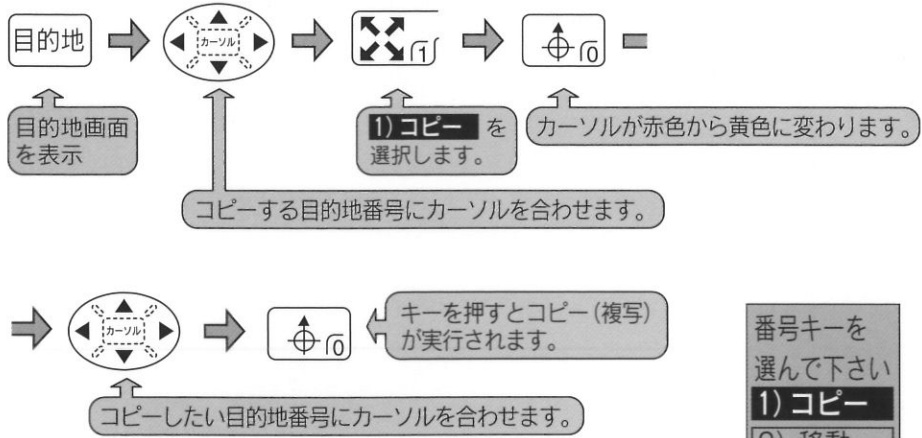 目的地
カーソル
1
0
目的地画面
を表示
1) コピー を
選択します。
カーソルが赤色から黄色に変わります。
コピーする目的地番号にカーソルを合わせます。
カーソル
0
キーを押すとコピー(複写)
が実行されます。
コピーしたい目的地番号にカーソルを合わせます。
番号キーを
選んで下さい
1) コピー